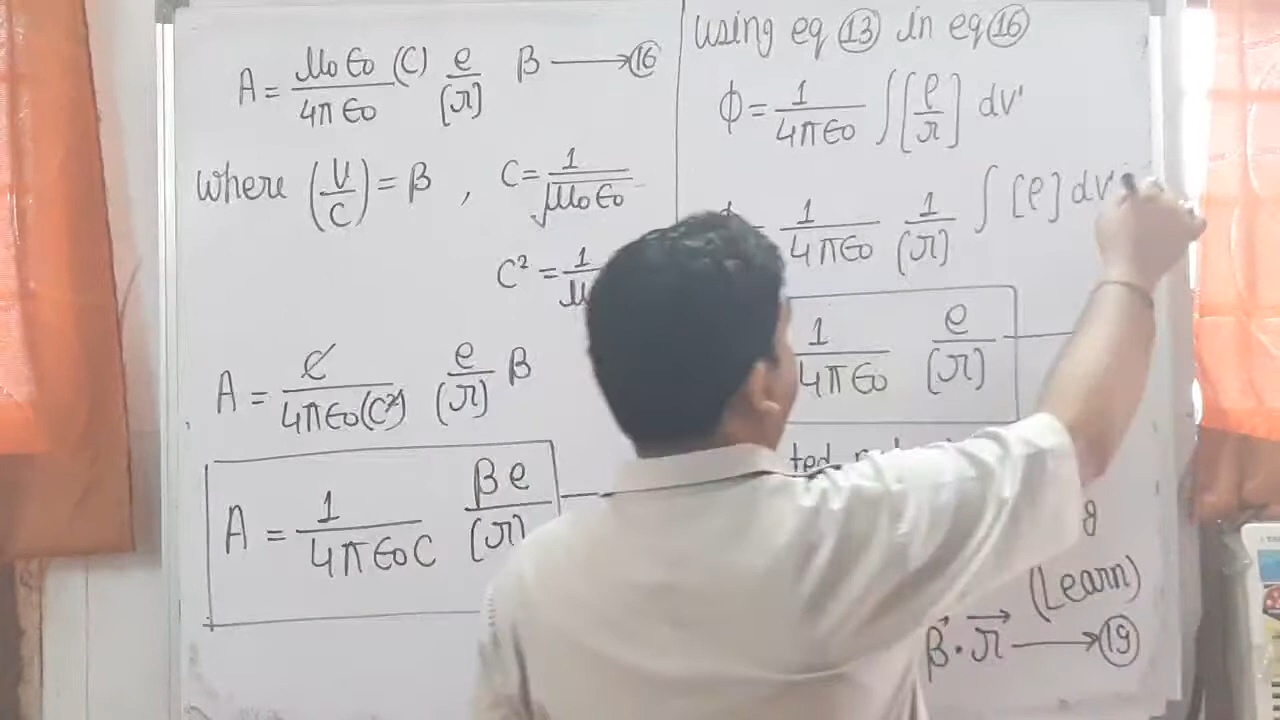 A = μ₀ϵ₀/4πϵ₀ (C) e/[r] β ⟶ ⑯
where (V/C) = β , C = 1/√μ₀ϵ₀
C² = 1/
A = C/4πϵ₀(C²) e/(r) β
A = 1/4πϵ₀C βe/(r)
Using eq ⑬ in eq ⑯
ϕ = 1/4πϵ₀ ∫[ρ/r] dV'
= 1/4πϵ₀ 1/(r) ∫[ρ] dV'
1/4πϵ₀ e/(r)
ted
g
(Learn)
β⃗ · r⃗ ⟶ ⑲